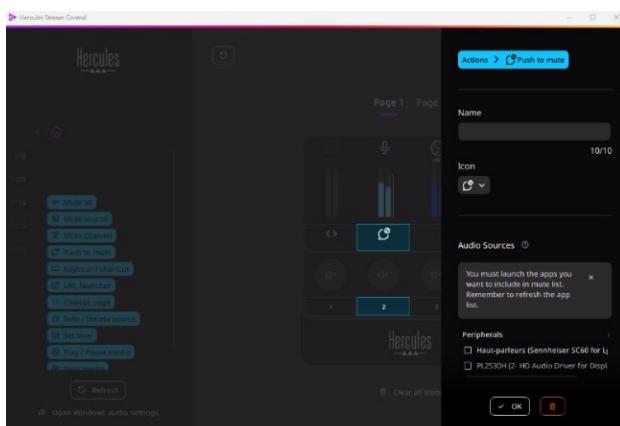 Hercules Stream Control
Hercules
Page 1 Page
Mute all
Mute source
Mute channel
Push to mute
Keyboard shortcut
URL launcher
Change page
Solo / Isolate source
Set level
Play / Pause media
Refresh
Open Windows audio settings
1 2 3
Hercules
Clear all
Actions > Push to mute
Name
10/10
Icon
Audio Sources
You must launch the apps you
want to include in mute list.
Remember to refresh the app
list.
Peripherals
Haut-parleurs (Sennheiser SC60 for Ly
PL2530H (2- HD Audio Driver for Displ
OK